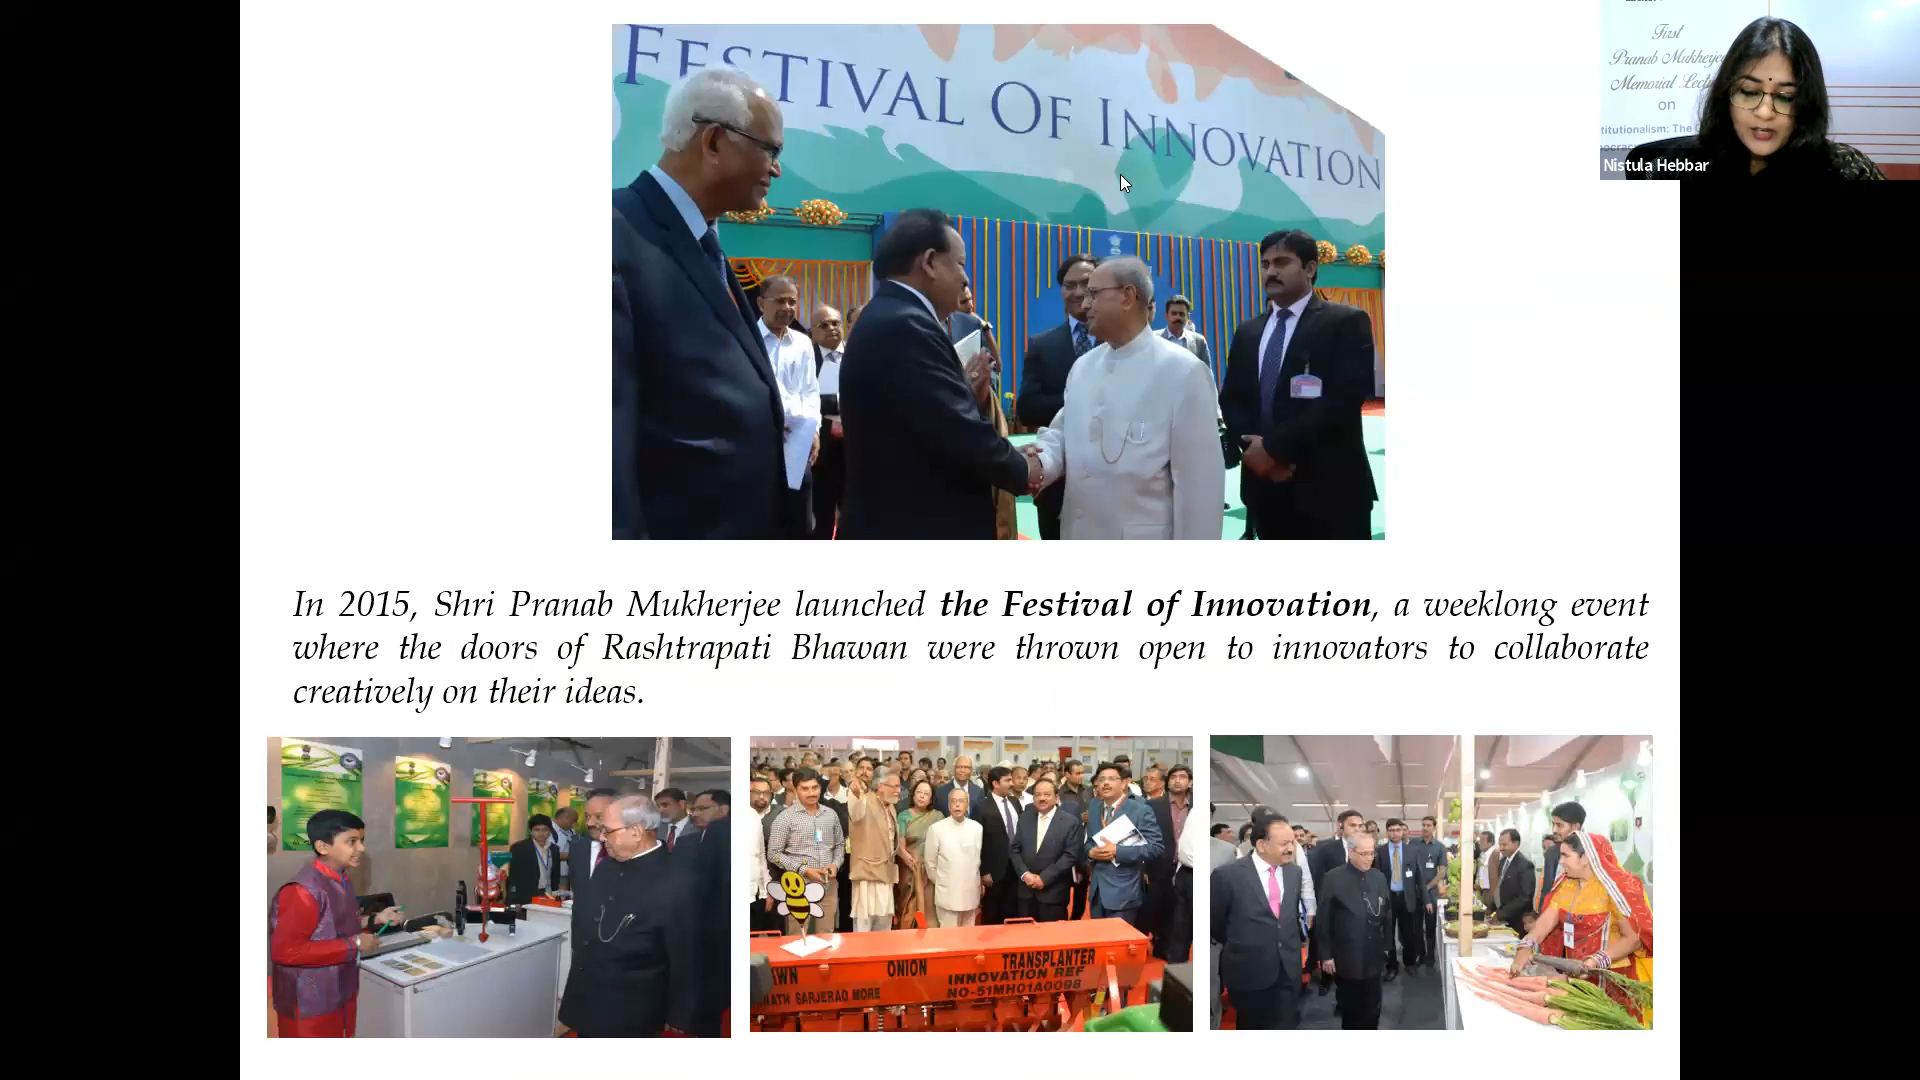 FESTIVAL OF INNOVATION
First
Pranab Mukherjee
Memorial
on
titutionalism: The
Nistula Hebbar
In 2015, Shri Pranab Mukherjee launched the Festival of Innovation, a weeklong event
where the doors of Rashtrapati Bhawan were thrown open to innovators to collaborate
creatively on their ideas.
ONION TRANSPLANTER
SARJERAO MORE
INNOVATION REF
NO-51MH01A0098